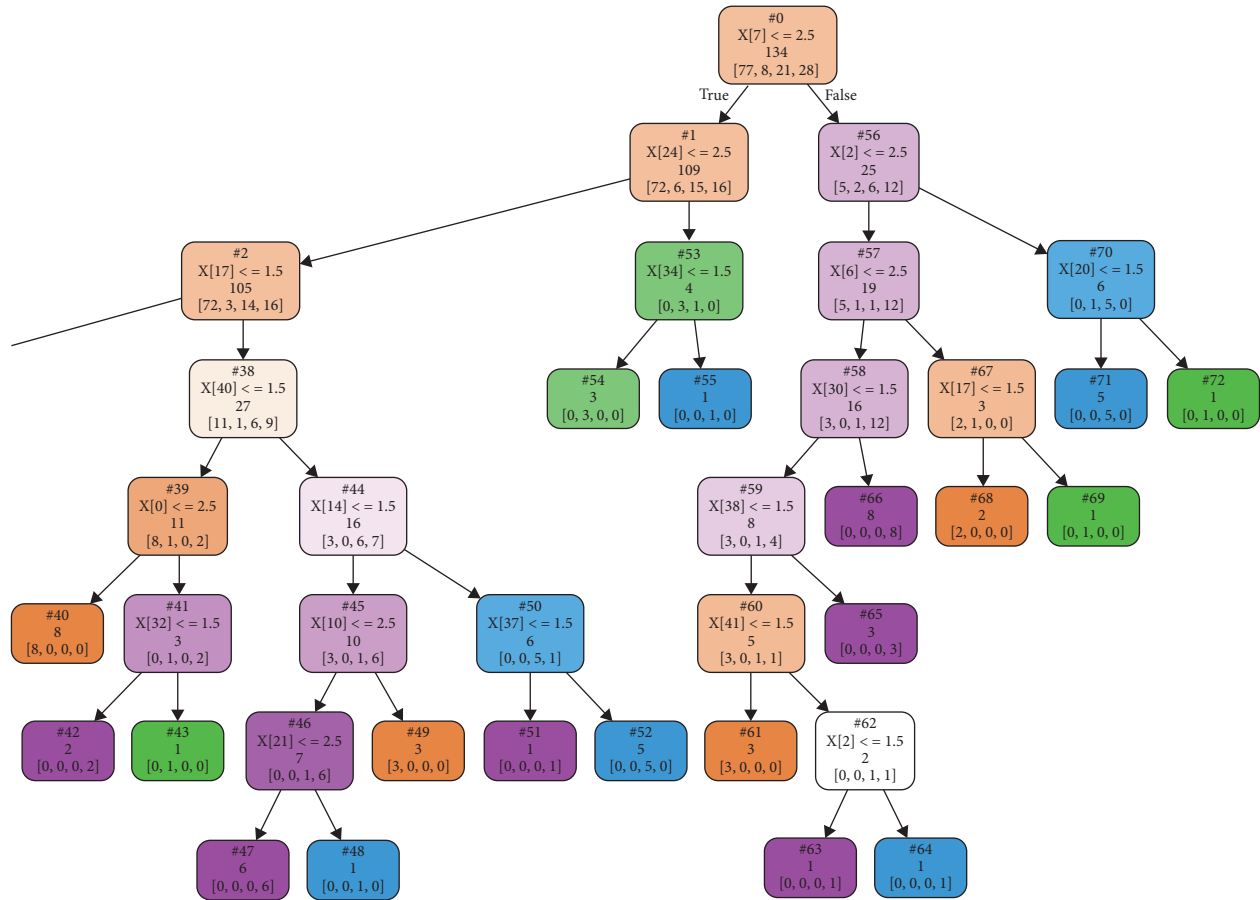 #0
X[7] < = 2.5
134
[77, 8, 21, 28]
True
False
#1
X[24] < = 2.5
109
[72, 6, 15, 16]
#56
X[2] < = 2.5
25
[5, 2, 6, 12]
#2
X[17] < = 1.5
105
[72, 3, 14, 16]
#53
X[34] < = 1.5
4
[0, 3, 1, 0]
#57
X[6] < = 2.5
19
[5, 1, 1, 12]
#70
X[20] < = 1.5
6
[0, 1, 5, 0]
#38
X[40] < = 1.5
27
[11, 1, 6, 9]
#54
3
[0, 3, 0, 0]
#55
1
[0, 0, 1, 0]
#58
X[30] < = 1.5
16
[3, 0, 1, 12]
#67
X[17] < = 1.5
3
[2, 1, 0, 0]
#71
5
[0, 0, 5, 0]
#72
1
[0, 1, 0, 0]
#39
X[0] < = 2.5
11
[8, 1, 0, 2]
#44
X[14] < = 1.5
16
[3, 0, 6, 7]
#59
X[38] < = 1.5
8
[3, 0, 1, 4]
#66
8
[0, 0, 0, 8]
#68
2
[2, 0, 0, 0]
#69
1
[0, 1, 0, 0]
#40
8
[8, 0, 0, 0]
#41
X[32] < = 1.5
3
[0, 1, 0, 2]
#45
X[10] < = 2.5
10
[3, 0, 1, 6]
#50
X[37] < = 1.5
6
[0, 0, 5, 1]
#60
X[41] < = 1.5
5
[3, 0, 1, 1]
#65
3
[0, 0, 0, 3]
#42
2
[0, 0, 0, 2]
#43
1
[0, 1, 0, 0]
#46
X[21] < = 2.5
7
[0, 0, 1, 6]
#49
3
[3, 0, 0, 0]
#51
1
[0, 0, 0, 1]
#52
5
[0, 0, 5, 0]
#61
3
[3, 0, 0, 0]
#62
X[2] < = 1.5
2
[0, 0, 1, 1]
#47
6
[0, 0, 0, 6]
#48
1
[0, 0, 1, 0]
#63
1
[0, 0, 0, 1]
#64
1
[0, 0, 0, 1]